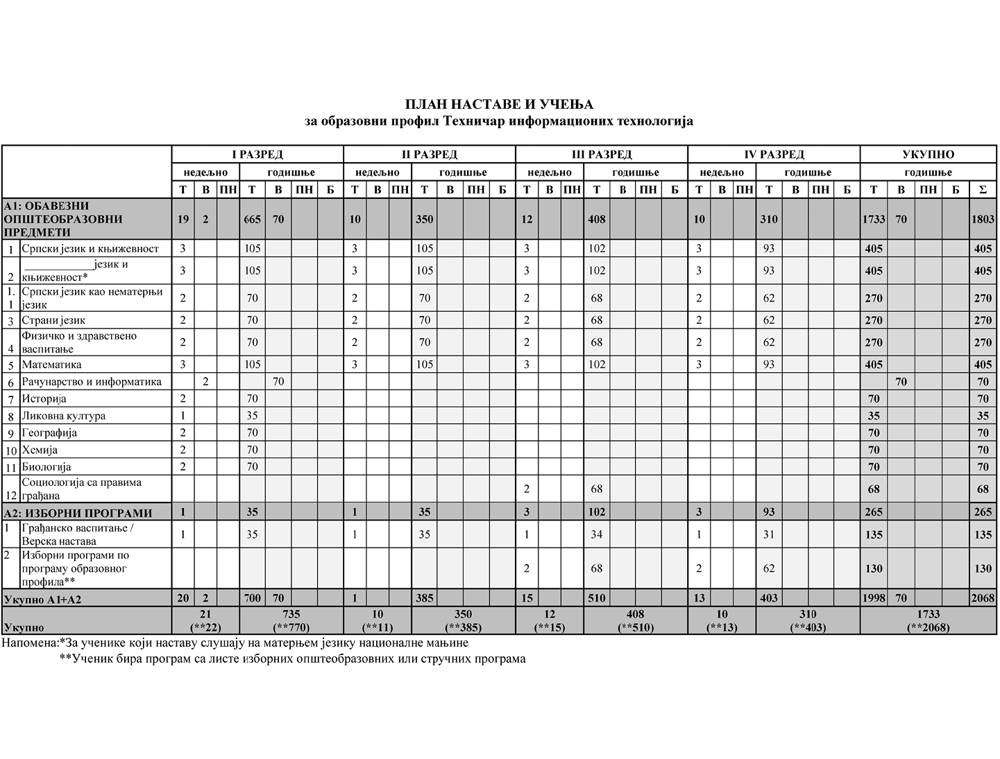 ПЛАН НАСТАВЕ И УЧЕЊА
за образовни профил Техничар информационих технологија
I РАЗРЕД II РАЗРЕД III РАЗРЕД IV РАЗРЕД УКУПНО
недељно годишње недељно годишње недељно годишње недељно годишње годишње
Т В ПН Т В ПН Б Т В ПН Т В ПН Б Т В ПН Т В ПН Б Т В ПН Т В ПН Б Т В ПН Б Σ
А1: ОБАВЕЗНИ
ОПШТЕОБРАЗОВНИ
ПРЕДМЕТИ
19 2 665 70 10 350 12 408 10 310 1733 70 1803
1 Српски језик и књижевност 3 105 3 105 3 102 3 93 405 405
2 ____________језик и
књижевност* 3 105 3 105 3 102 3 93 405 405
1.
1 Српски језик као нематерњи
језик 2 70 2 70 2 68 2 62 270 270
3 Страни језик 2 70 2 70 2 68 2 62 270 270
4 Физичко и здравствено
васпитање 2 70 2 70 2 68 2 62 270 270
5 Математика 3 105 3 105 3 102 3 93 405 405
6 Рачунарство и информатика 2 70 70 70
7 Историја 2 70 70 70
8 Ликовна култура 1 35 35 35
9 Географија 2 70 70 70
10 Хемија 2 70 70 70
11 Биологија 2 70 70 70
12 Социологија са правима
грађана 2 68 68 68
А2: ИЗБОРНИ ПРОГРАМИ 1 35 1 35 3 102 3 93 265 265
1 Грађанско васпитање /
Верска настава 1 35 1 35 1 34 1 31 135 135
2 Изборни програми по
програму образовног
профила** 2 68 2 62 130 130
Укупно А1+А2 20 2 700 70 1 385 15 510 13 403 1998 70 2068
21 735 10 350 12 408 10 310 1733
Укупно (**22) (**770) (**11) (**385) (**15) (**510) (**13) (**403) (**2068)
Напомена:*За ученике који наставу слушају на матерњем језику националне мањине
**Ученик бира програм са листе изборних општеобразовних или стручних програма